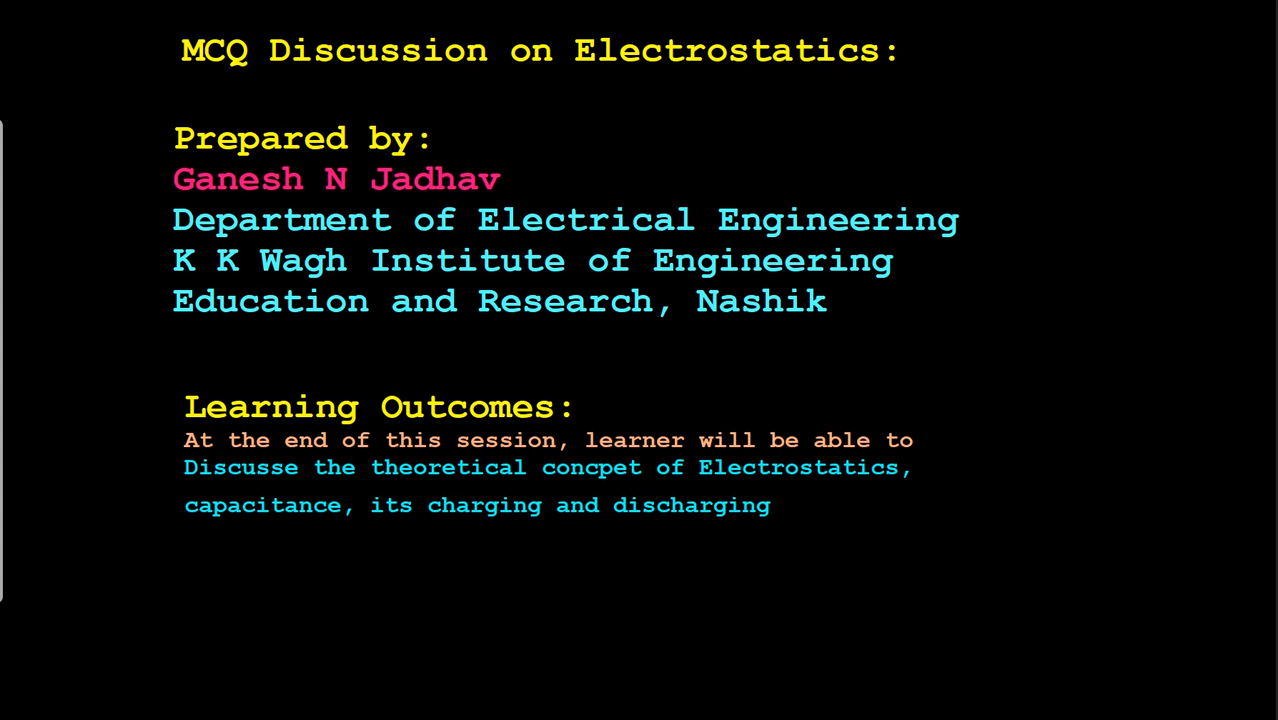 MCQ Discussion on Electrostatics:
Prepared by:
Ganesh N Jadhav
Department of Electrical Engineering
K K Wagh Institute of Engineering
Education and Research, Nashik
Learning Outcomes:
At the end of this session, learner will be able to
Discusse the theoretical concpet of Electrostatics,
capacitance, its charging and discharging